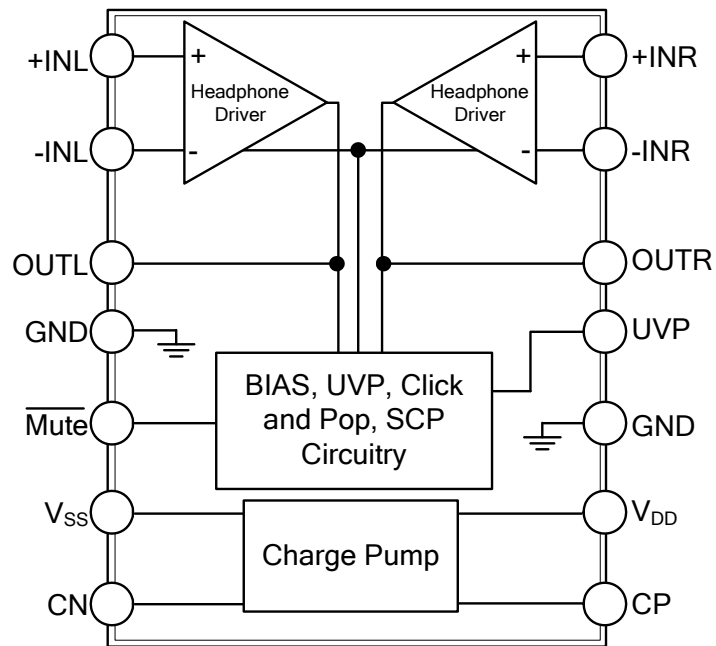 +INL
+
Headphone
Driver
-
-INL
+INR
+
Headphone
Driver
-
-INR
OUTL
OUTR
GND
UVP
BIAS, UVP, Click
and Pop, SCP
Circuitry
Mute
GND
VSS
VDD
Charge Pump
CN
CP